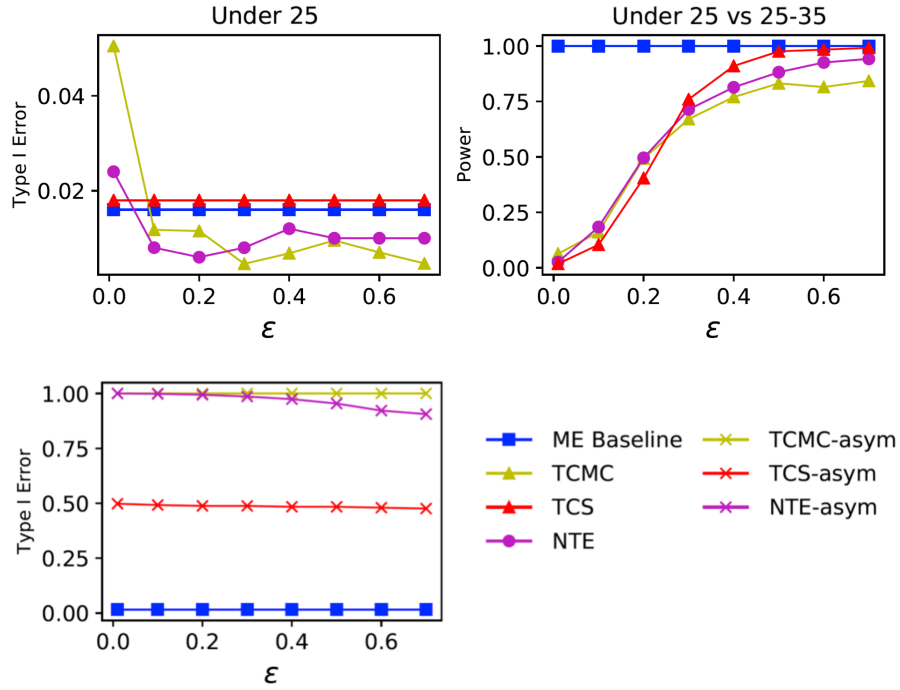 Under 25
Type I Error
0.04
0.02
0.0 0.2 0.4 0.6
ε
Under 25 vs 25-35
Power
1.00
0.75
0.50
0.25
0.00
0.0 0.2 0.4 0.6
ε
Type I Error
1.00
0.75
0.50
0.25
0.00
0.0 0.2 0.4 0.6
ε
ME Baseline
TCMC
TCS
NTE
TCMC-asym
TCS-asym
NTE-asym